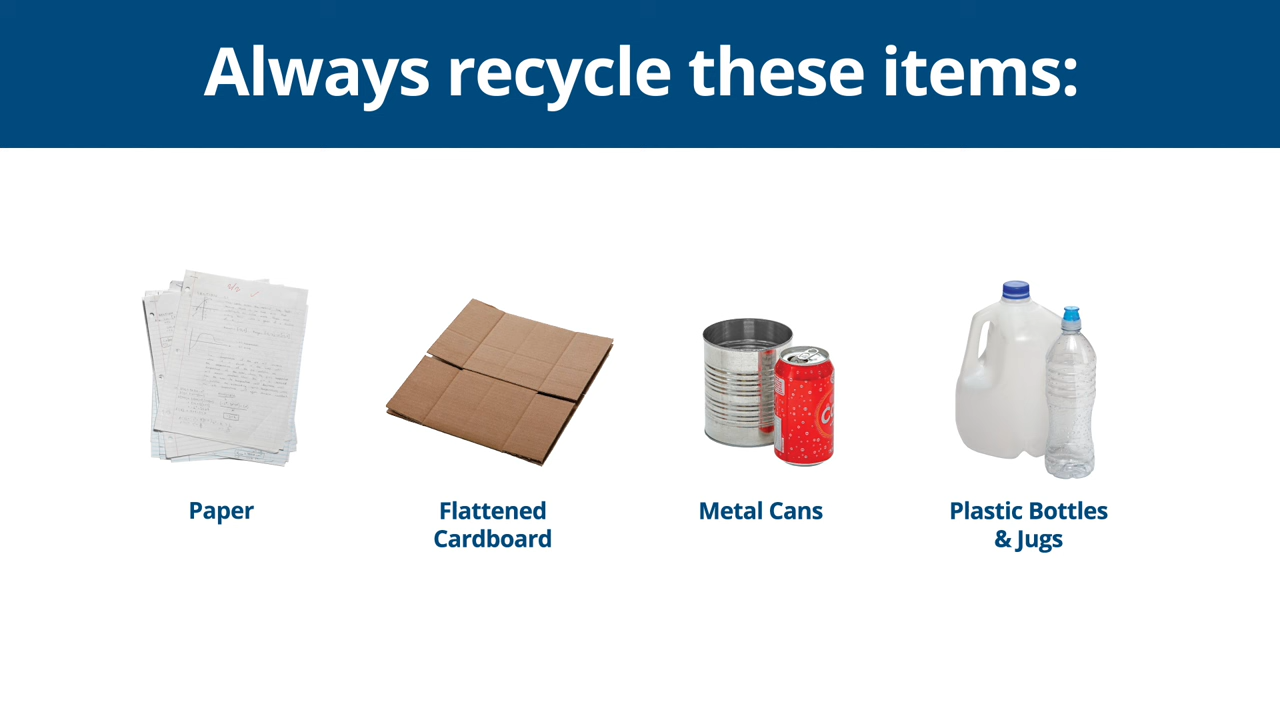 Always recycle these items:
Paper
Flattened
Cardboard
Metal Cans
Plastic Bottles
& Jugs